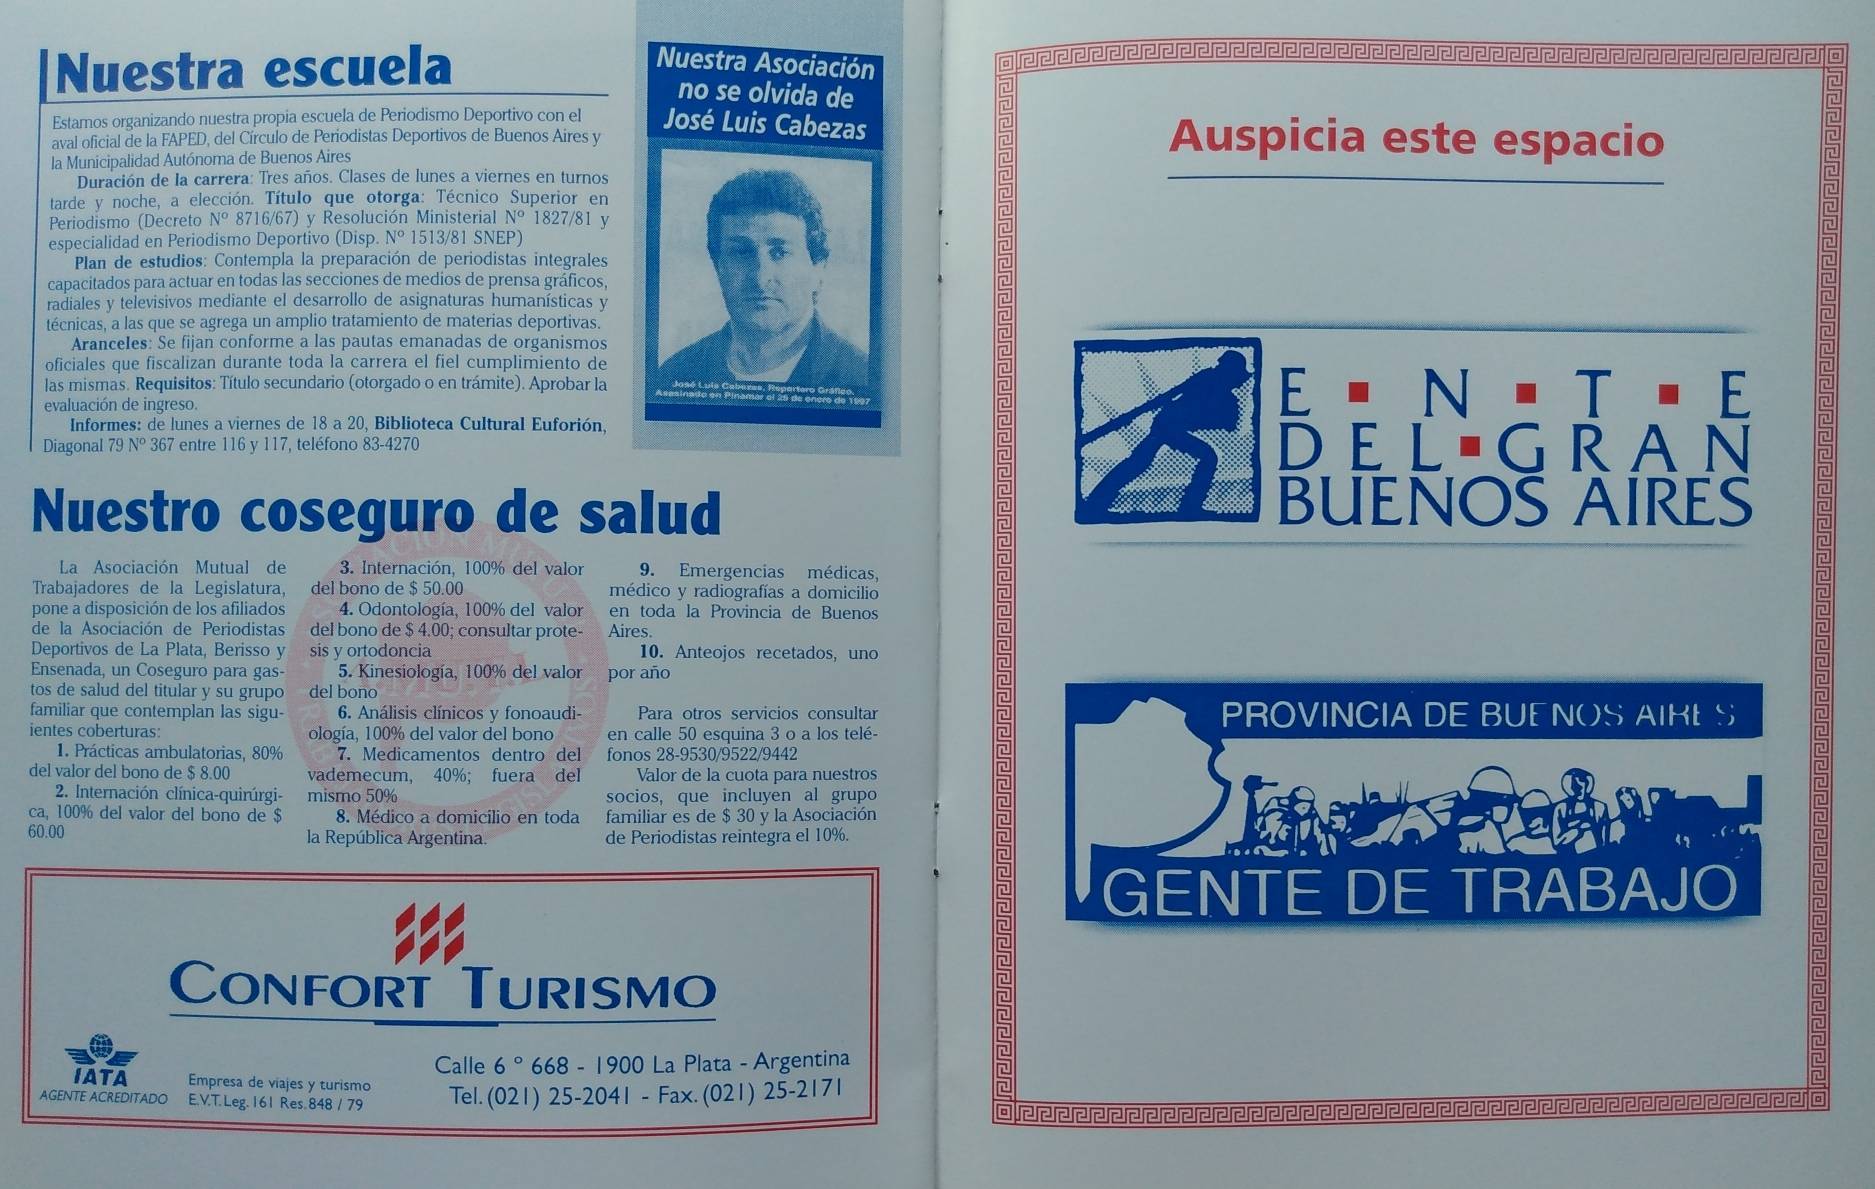 Nuestra escuela
Estamos organizando nuestra propia escuela de Periodismo Deportivo con el
aval oficial de la FAPED, del Círculo de Periodistas Deportivos de Buenos Aires y
la Municipalidad Autónoma de Buenos Aires
Duración de la carrera: Tres años. Clases de lunes a viernes en turnos
tarde y noche, a elección. Título que otorga: Técnico Superior en
Periodismo (Decreto Nº 8716/67) y Resolución Ministerial Nº 1827/81 y
especialidad en Periodismo Deportivo (Disp. Nº 1513/81 SNEP)
Plan de estudios: Contempla la preparación de periodistas integrales
capacitados para actuar en todas las secciones de medios de prensa gráficos,
radiales y televisivos mediante el desarrollo de asignaturas humanísticas y
técnicas, a las que se agrega un amplio tratamiento de materias deportivas.
Aranceles: Se fijan conforme a las pautas emanadas de organismos
oficiales que fiscalizan durante toda la carrera el fiel cumplimiento de
las mismas. Requisitos: Título secundario (otorgado o en trámite). Aprobar la
evaluación de ingreso.
Informes: de lunes a viernes de 18 a 20, Biblioteca Cultural Euforión,
Diagonal 79 Nº 367 entre 116 y 117, teléfono 83-4270
Nuestra Asociación
no se olvida de
José Luis Cabezas
José Luis Cabezas, Reportero Gráfico.
Asesinado en Pinamar el 25 de enero de 1997
Nuestro coseguro de salud
La Asociación Mutual de
Trabajadores de la Legislatura,
pone a disposición de los afiliados
de la Asociación de Periodistas
Deportivos de La Plata, Berisso y
Ensenada, un Coseguro para gas-
tos de salud del titular y su grupo
familiar que contemplan las sigu-
ientes coberturas:
1. Prácticas ambulatorias, 80%
del valor del bono de $ 8.00
2. Internación clínica-quirúrgi-
ca, 100% del valor del bono de $
60.00
3. Internación, 100% del valor
del bono de $ 50.00
4. Odontología, 100% del valor
del bono de $ 4.00; consultar prote-
sis y ortodoncia
5. Kinesiología, 100% del valor
del bono
6. Análisis clínicos y fonoaudi-
ología, 100% del valor del bono
7. Medicamentos dentro del
vademecum, 40%; fuera del
mismo 50%
8. Médico a domicilio en toda
la República Argentina.
9. Emergencias médicas,
médico y radiografías a domicilio
en toda la Provincia de Buenos
Aires.
10. Anteojos recetados, uno
por año
Para otros servicios consultar
en calle 50 esquina 3 o a los telé-
fonos 28-9530/9522/9442
Valor de la cuota para nuestros
socios, que incluyen al grupo
familiar es de $ 30 y la Asociación
de Periodistas reintegra el 10%.
CONFORT TURISMO
IATA
AGENTE ACREDITADO
Empresa de viajes y turismo
E.V.T. Leg. 161 Res. 848 / 79
Calle 6 º 668 - 1900 La Plata - Argentina
Tel. (021) 25-2041 - Fax. (021) 25-2171
Auspicia este espacio
E ▪ N ▪ T ▪ E
DEL ▪ GRAN
BUENOS AIRES
PROVINCIA DE BUENOS AIRES
GENTE DE TRABAJO